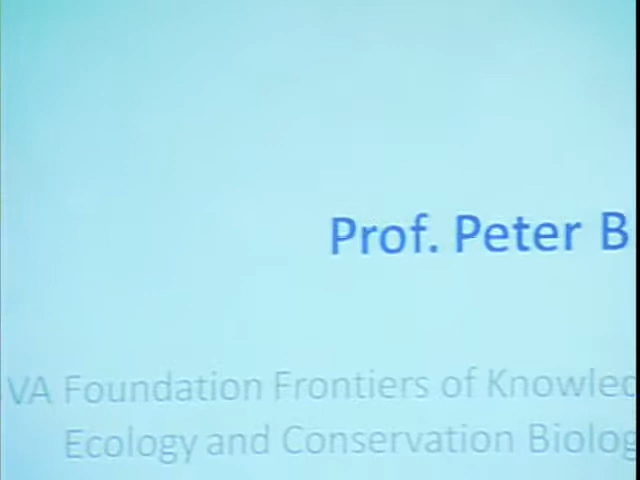 Prof. Peter B
VA Foundation Frontiers of Knowled
Ecology and Conservation Biolog